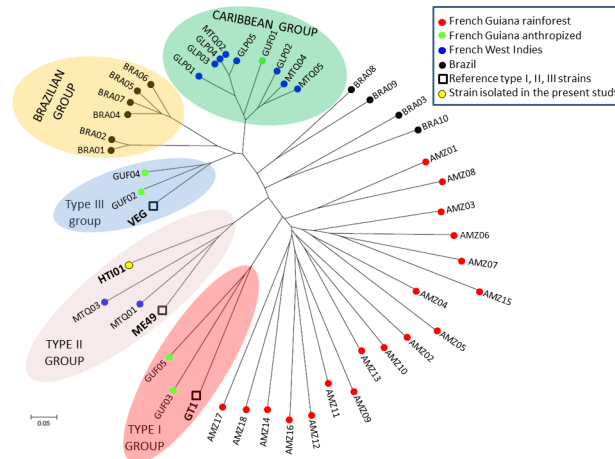 CARIBBEAN GROUP
MTQ02
GLP04
GLP03
GLP01
GLP05
GUF01
GLP02
MTQ04
MTQ05
French Guiana rainforest
French Guiana anthropized
French West Indies
Brazil
Reference type I, II, III strains
Strain isolated in the present study
BRAZILIAN
GROUP
BRA06
BRA05
BRA07
BRA04
BRA02
BRA01
BRA08
BRA09
BRA03
BRA10
AMZ01
AMZ08
AMZ03
AMZ06
AMZ07
AMZ15
AMZ04
AMZ05
AMZ02
AMZ10
AMZ13
AMZ09
AMZ11
AMZ12
AMZ16
AMZ14
AMZ18
AMZ17
GUF04
GUF02
VEG
Type III
group
HTI01
MTQ03
MTQ01
ME49
TYPE II
GROUP
GUF05
GUF03
GT1
TYPE I
GROUP
0.05